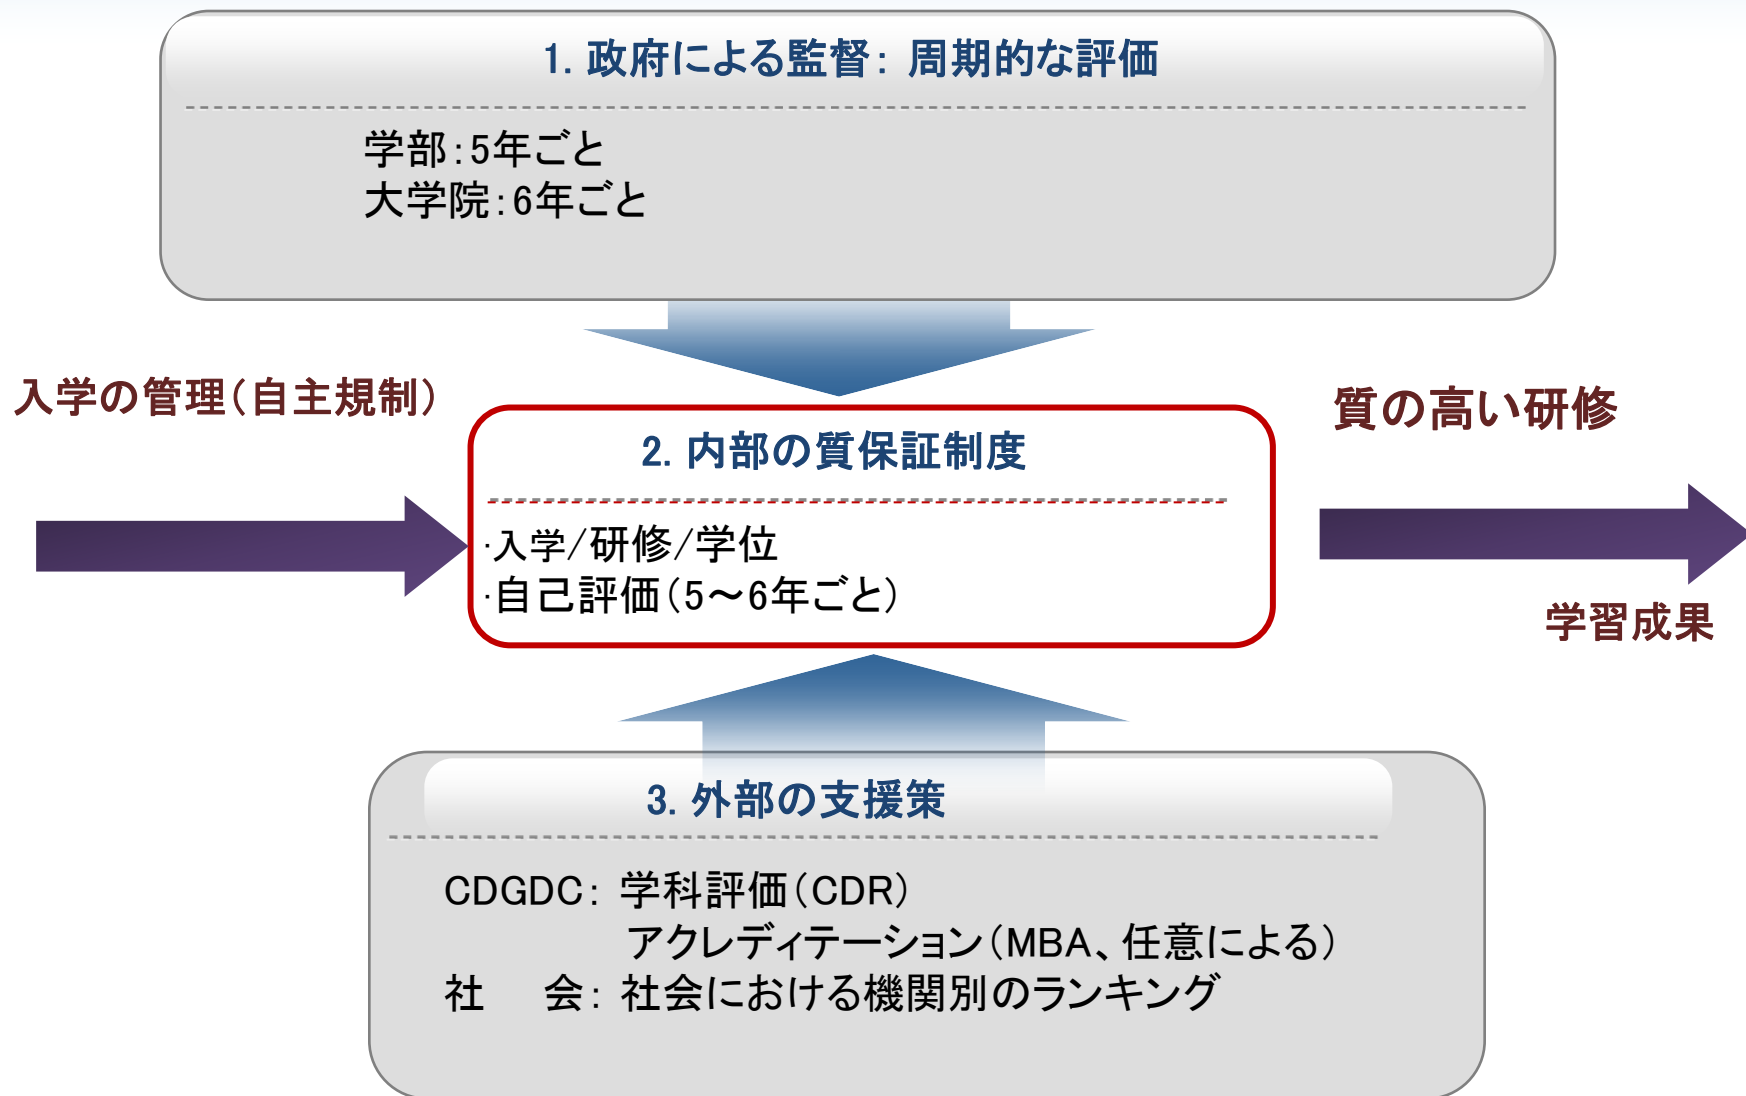 1. 政府による監督： 周期的な評価
学部：5年ごと
大学院：6年ごと
入学の管理（自主規制）
質の高い研修
2. 内部の質保証制度
·入学/研修/学位
·自己評価（5～6年ごと）
学習成果
3. 外部の支援策
CDGDC： 学科評価（CDR）
アクレディテーション（MBA、任意による）
社　会： 社会における機関別のランキング